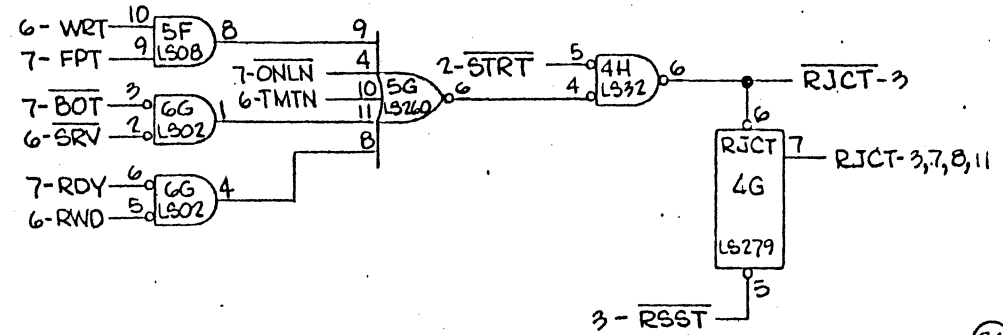 6- WRT 10 5F 8 9
7- FPT 9 LS08
7-ONLN 4
6-TMTN 10 5G 6
LS260
7-BOT 3 6G 1 11
6-SRV 2 LS02
8
7-RDY 6 6G 4
6-RWD 5 LS02
2-STRT 5 4H 6 RJCT-3
4 LS32
6
RJCT 7 RJCT-3,7,8,11
4G
LS279
5
3 - RSST